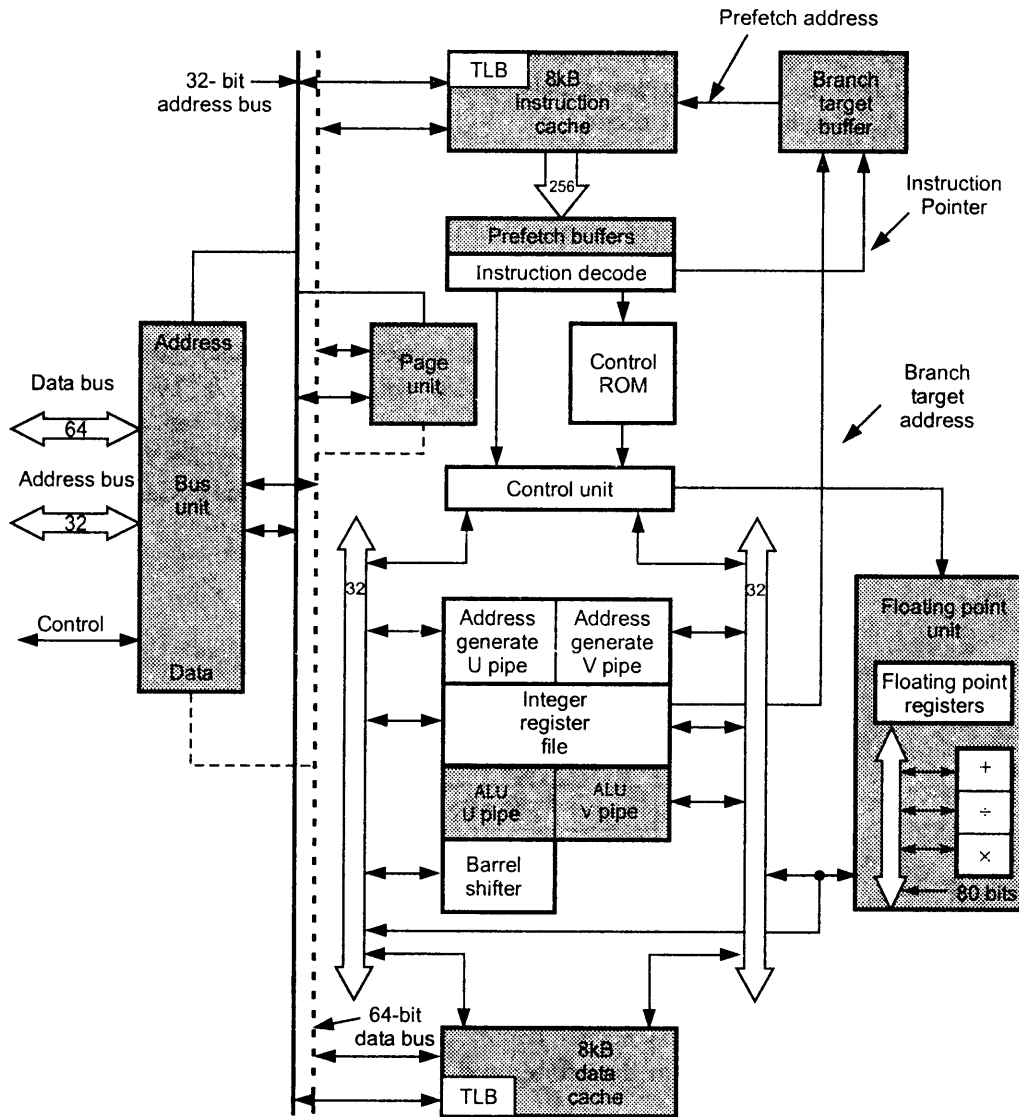 Prefetch address
TLB
8kB
Instruction
cache
32- bit
address bus
Branch
target
buffer
256
Instruction
Pointer
Prefetch buffers
Instruction decode
Address
Page
unit
Control
ROM
Data bus
64
Branch
target
address
Address bus
32
Bus
unit
Control unit
32
32
Control
Data
Address
generate
U pipe
Address
generate
V pipe
Floating point
unit
Integer
register
file
Floating point
registers
ALU
U pipe
ALU
V pipe
+
÷
×
Barrel
shifter
80 bits
64-bit
data bus
8kB
data
cache
TLB